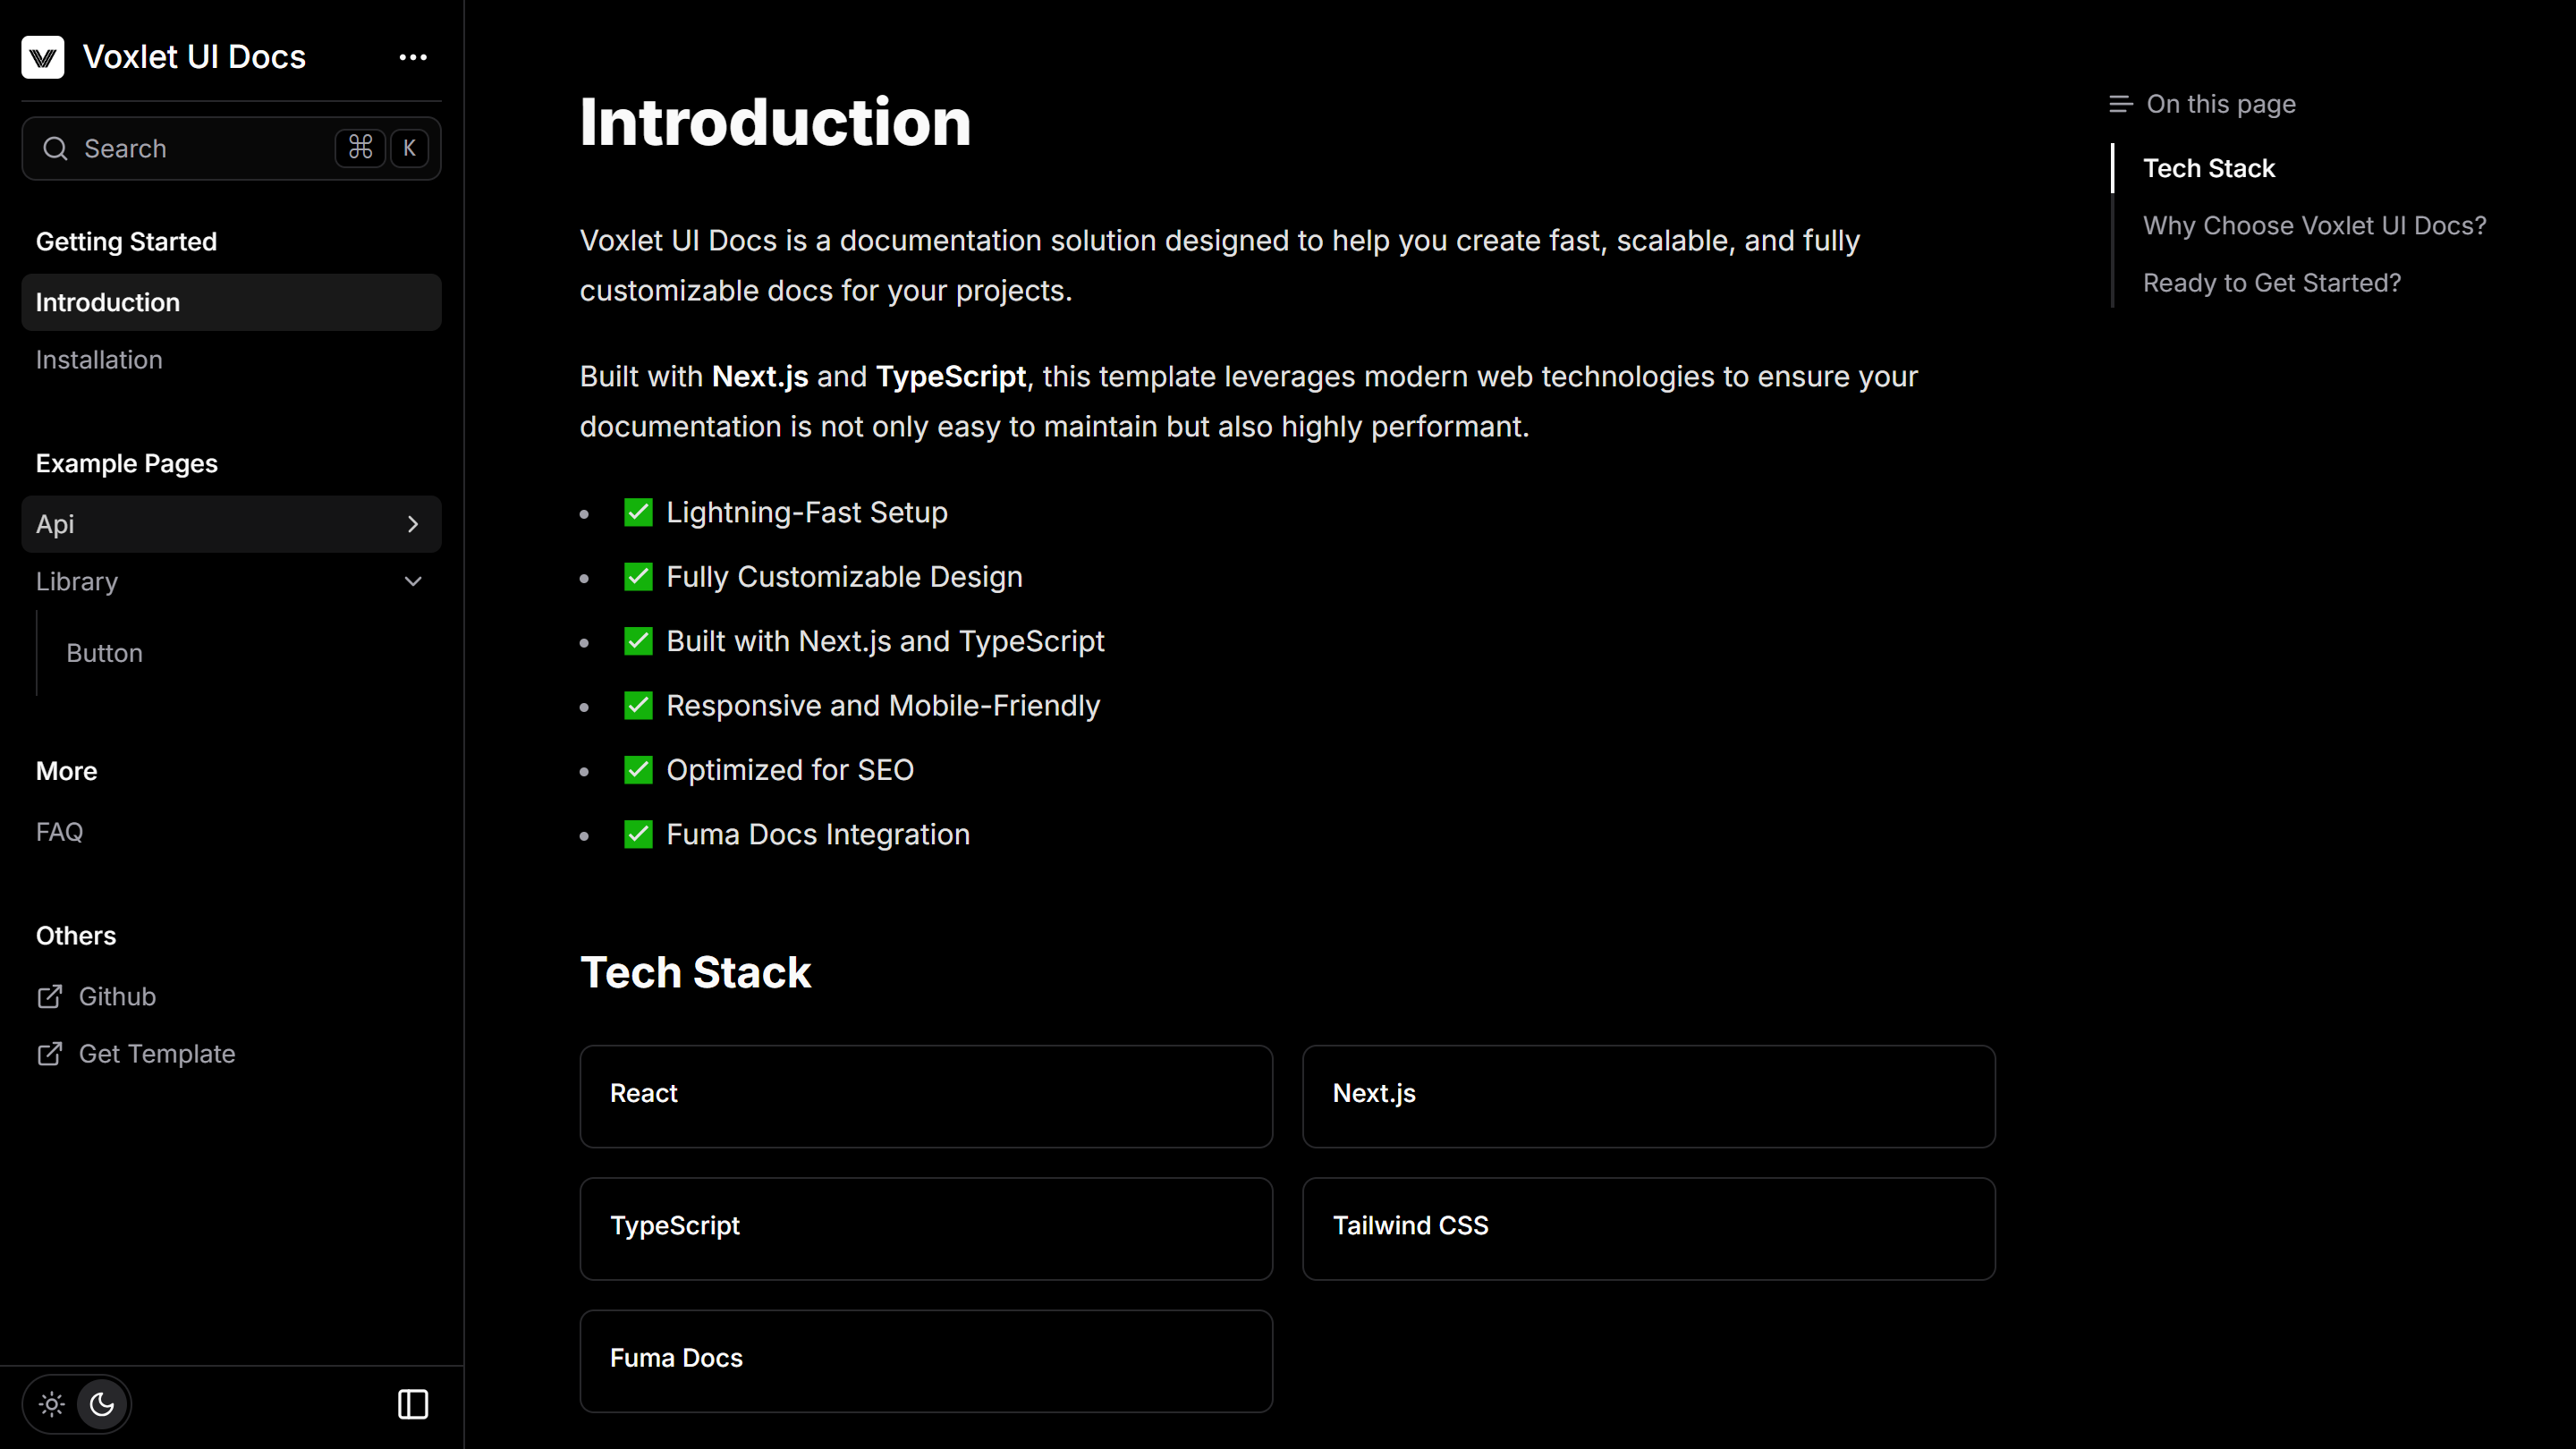 Voxlet UI Docs
Search ⌘ K
Getting Started
Introduction
Installation
Example Pages
Api
Library
Button
More
FAQ
Others
Github
Get Template
Introduction
Voxlet UI Docs is a documentation solution designed to help you create fast, scalable, and fully
customizable docs for your projects.
Built with Next.js and TypeScript, this template leverages modern web technologies to ensure your
documentation is not only easy to maintain but also highly performant.
• ✅ Lightning-Fast Setup
• ✅ Fully Customizable Design
• ✅ Built with Next.js and TypeScript
• ✅ Responsive and Mobile-Friendly
• ✅ Optimized for SEO
• ✅ Fuma Docs Integration
Tech Stack
React
Next.js
TypeScript
Tailwind CSS
Fuma Docs
On this page
Tech Stack
Why Choose Voxlet UI Docs?
Ready to Get Started?